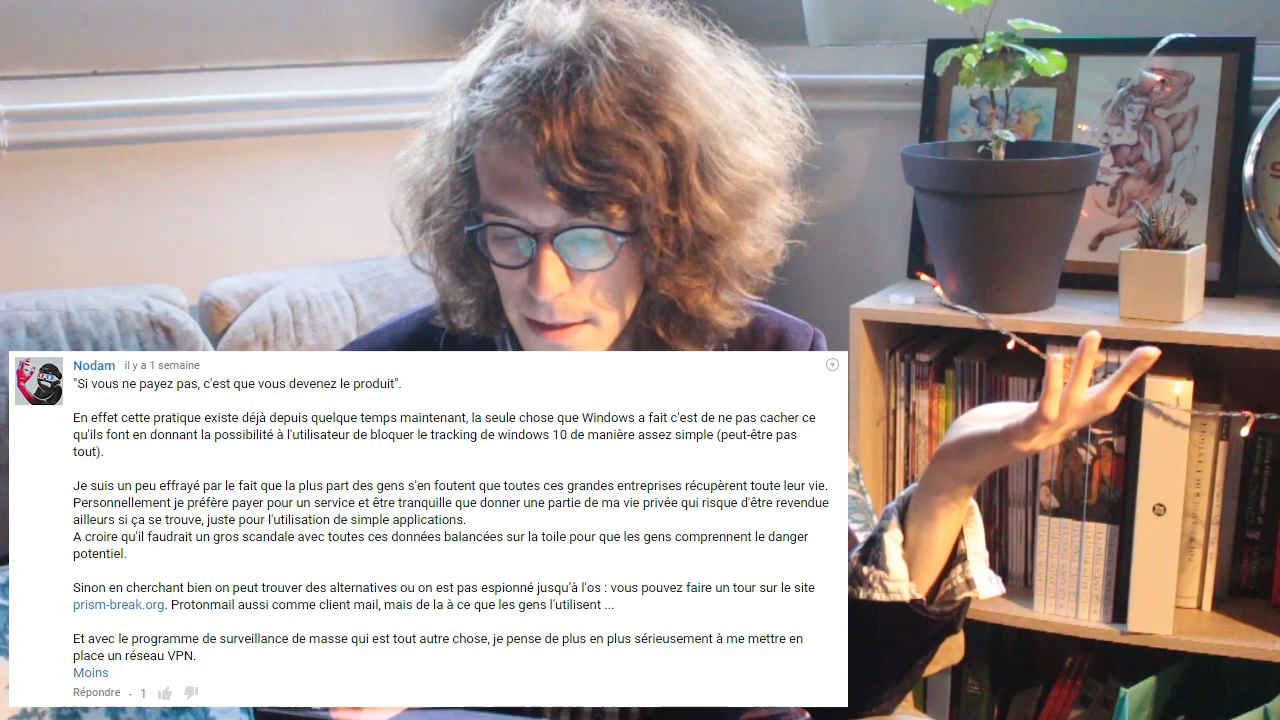 Nodam il y a 1 semaine
"Si vous ne payez pas, c'est que vous devenez le produit".
En effet cette pratique existe déjà depuis quelque temps maintenant, la seule chose que Windows a fait c'est de ne pas cacher ce
qu'ils font en donnant la possibilité à l'utilisateur de bloquer le tracking de windows 10 de manière assez simple (peut-être pas
tout).
Je suis un peu effrayé par le fait que la plus part des gens s'en foutent que toutes ces grandes entreprises récupèrent toute leur vie.
Personnellement je préfère payer pour un service et être tranquille que donner une partie de ma vie privée qui risque d'être revendue
ailleurs si ça se trouve, juste pour l'utilisation de simple applications.
A croire qu'il faudrait un gros scandale avec toutes ces données balancées sur la toile pour que les gens comprennent le danger
potentiel.
Sinon en cherchant bien on peut trouver des alternatives ou on est pas espionné jusqu'à l'os : vous pouvez faire un tour sur le site
prism-break.org. Protonmail aussi comme client mail, mais de la à ce que les gens l'utilisent ...
Et avec le programme de surveillance de masse qui est tout autre chose, je pense de plus en plus sérieusement à me mettre en
place un réseau VPN.
Moins
Répondre · 1